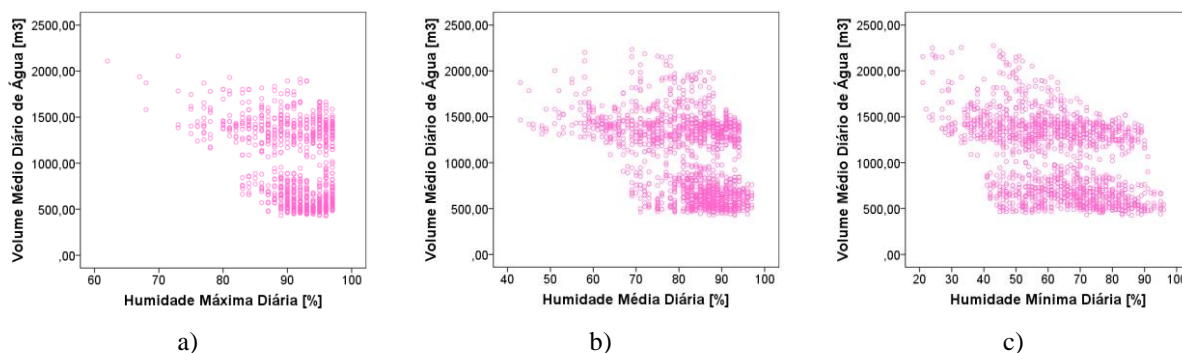 Volume Médio Diário de Água [m3]
2500,00
2000,00
1500,00
1000,00
500,00
,00
60 70 80 90 100
Humidade Máxima Diária [%]
a)
Volume Médio Diário de Água [m3]
2500,00
2000,00
1500,00
1000,00
500,00
,00
40 50 60 70 80 90 100
Humidade Média Diária [%]
b)
Volume Médio Diário de Água [m3]
2500,00
2000,00
1500,00
1000,00
500,00
,00
20 30 40 50 60 70 80 90 100
Humidade Mínima Diária [%]
c)